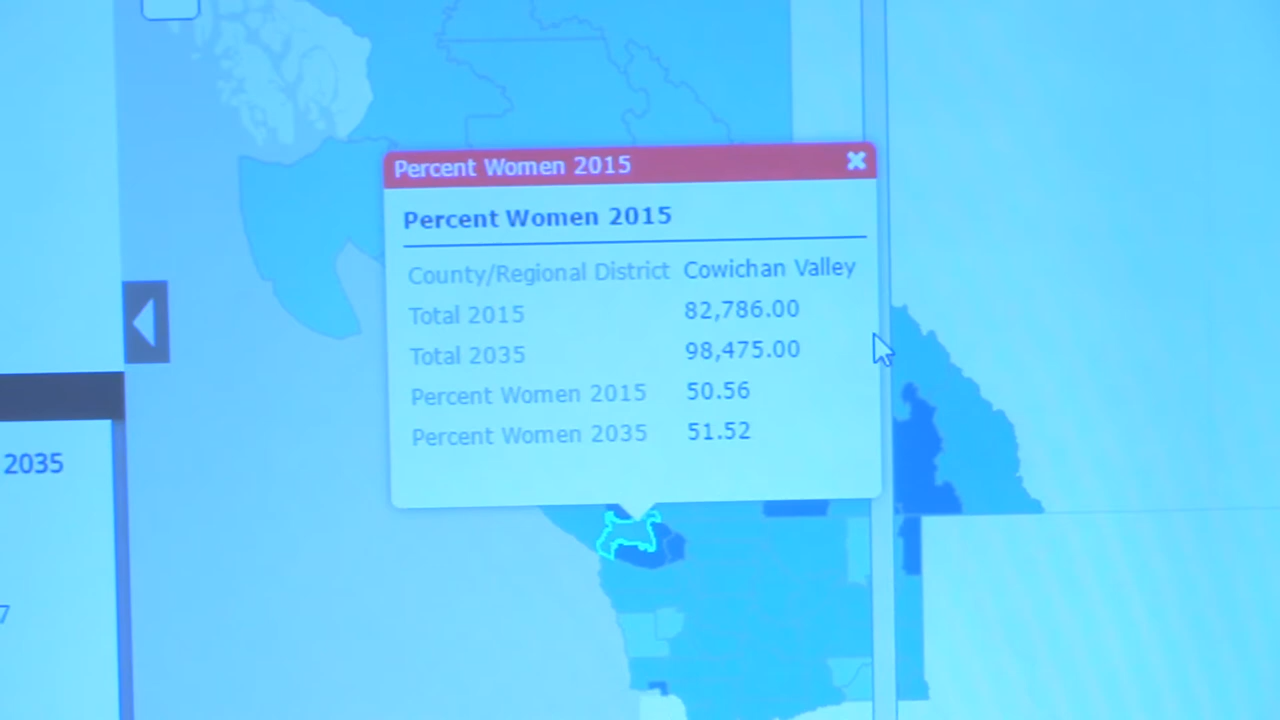 Percent Women 2015
Percent Women 2015
County/Regional District Cowichan Valley
Total 2015 82,786.00
Total 2035 98,475.00
Percent Women 2015 50.56
Percent Women 2035 51.52
2035
7